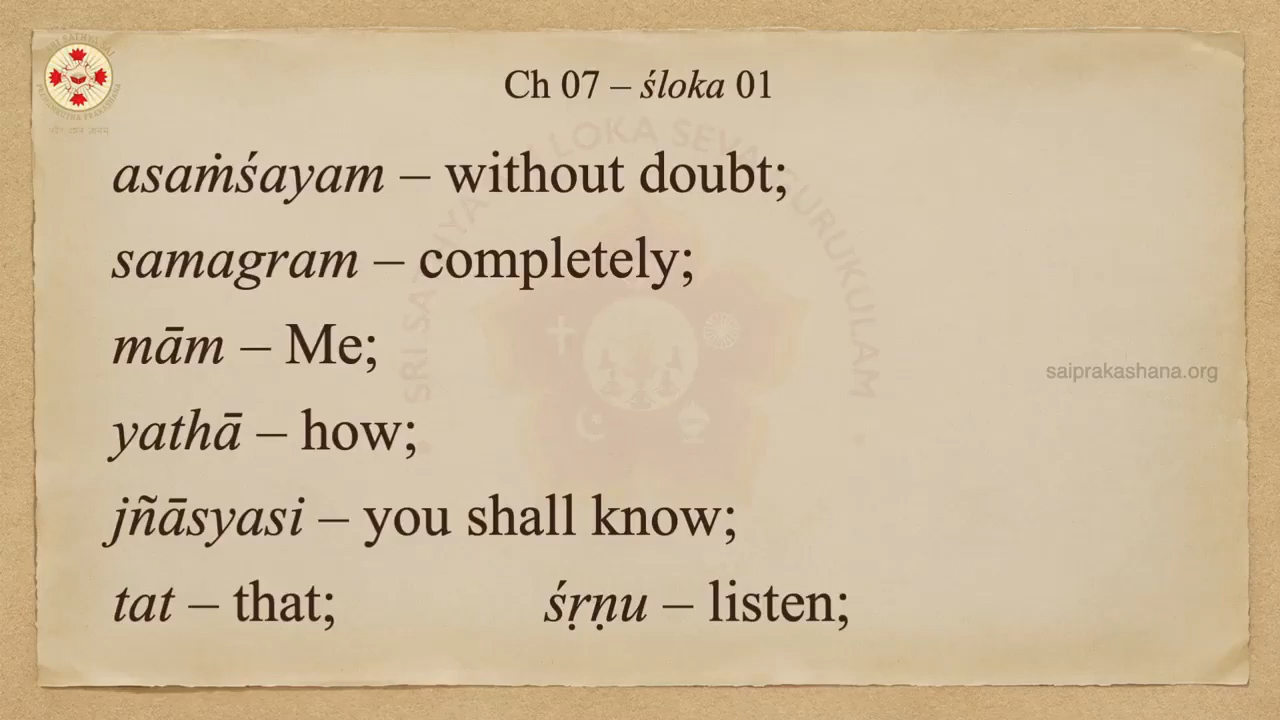 Ch 07 – śloka 01
asaṁśayam – without doubt;
samagram – completely;
mām – Me;
yathā – how;
saiprakashana.org
jñāsyasi – you shall know;
tat – that; śṛṇu – listen;